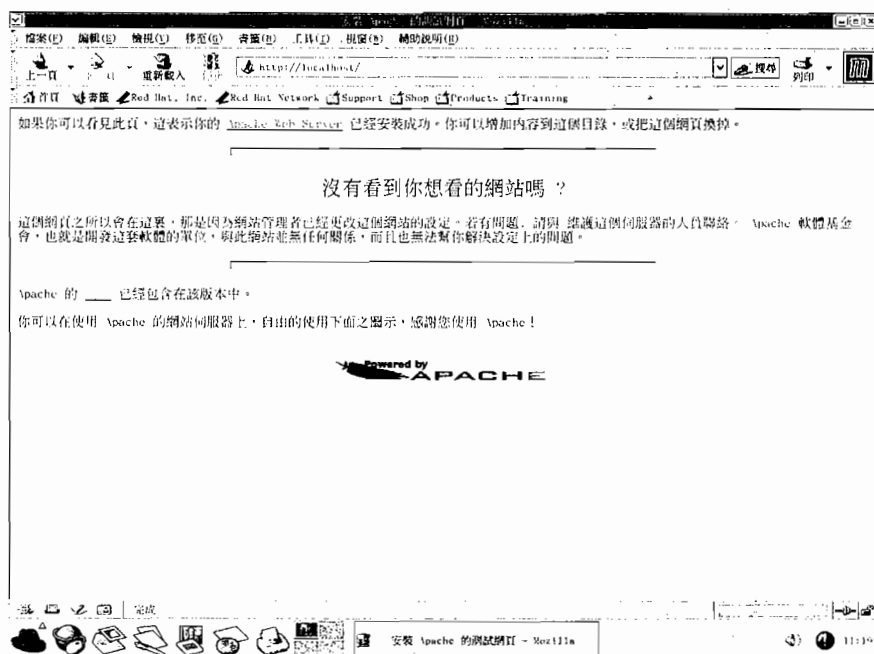 安裝 Apache 的測試網頁 - Mozilla
檔案(F) 編輯(E) 檢視(V) 移至(G) 書籤(B) 工具(T) 視窗(W) 輔助說明(H)
上一頁 重新載入 http://localhost/ 搜尋 列印
首頁 書籤 Red Hat, Inc. Red Hat Network Support Shop Products Training
如果你可以看見此頁，這表示你的 Apache Web Server 已經安裝成功。你可以增加內容到這個目錄，或把這個網頁換掉。
沒有看到你想看的網站嗎 ?
這個網頁之所以會在這裏，那是因為網站管理者已經更改這個網站的設定。若有問題，請與 維護這個伺服器的人員聯絡。 Apache 軟體基金
會，也就是開發這套軟體的單位，與此網站並無任何關係，而且也無法幫你解決設定上的問題。
Apache 的 已經包含在該版本中。
你可以在使用 Apache 的網站伺服器上，自由的使用下面之圖示，感謝您使用 Apache！
Powered by
APACHE
完成
安裝 Apache 的測試網頁 - Mozilla
11:19